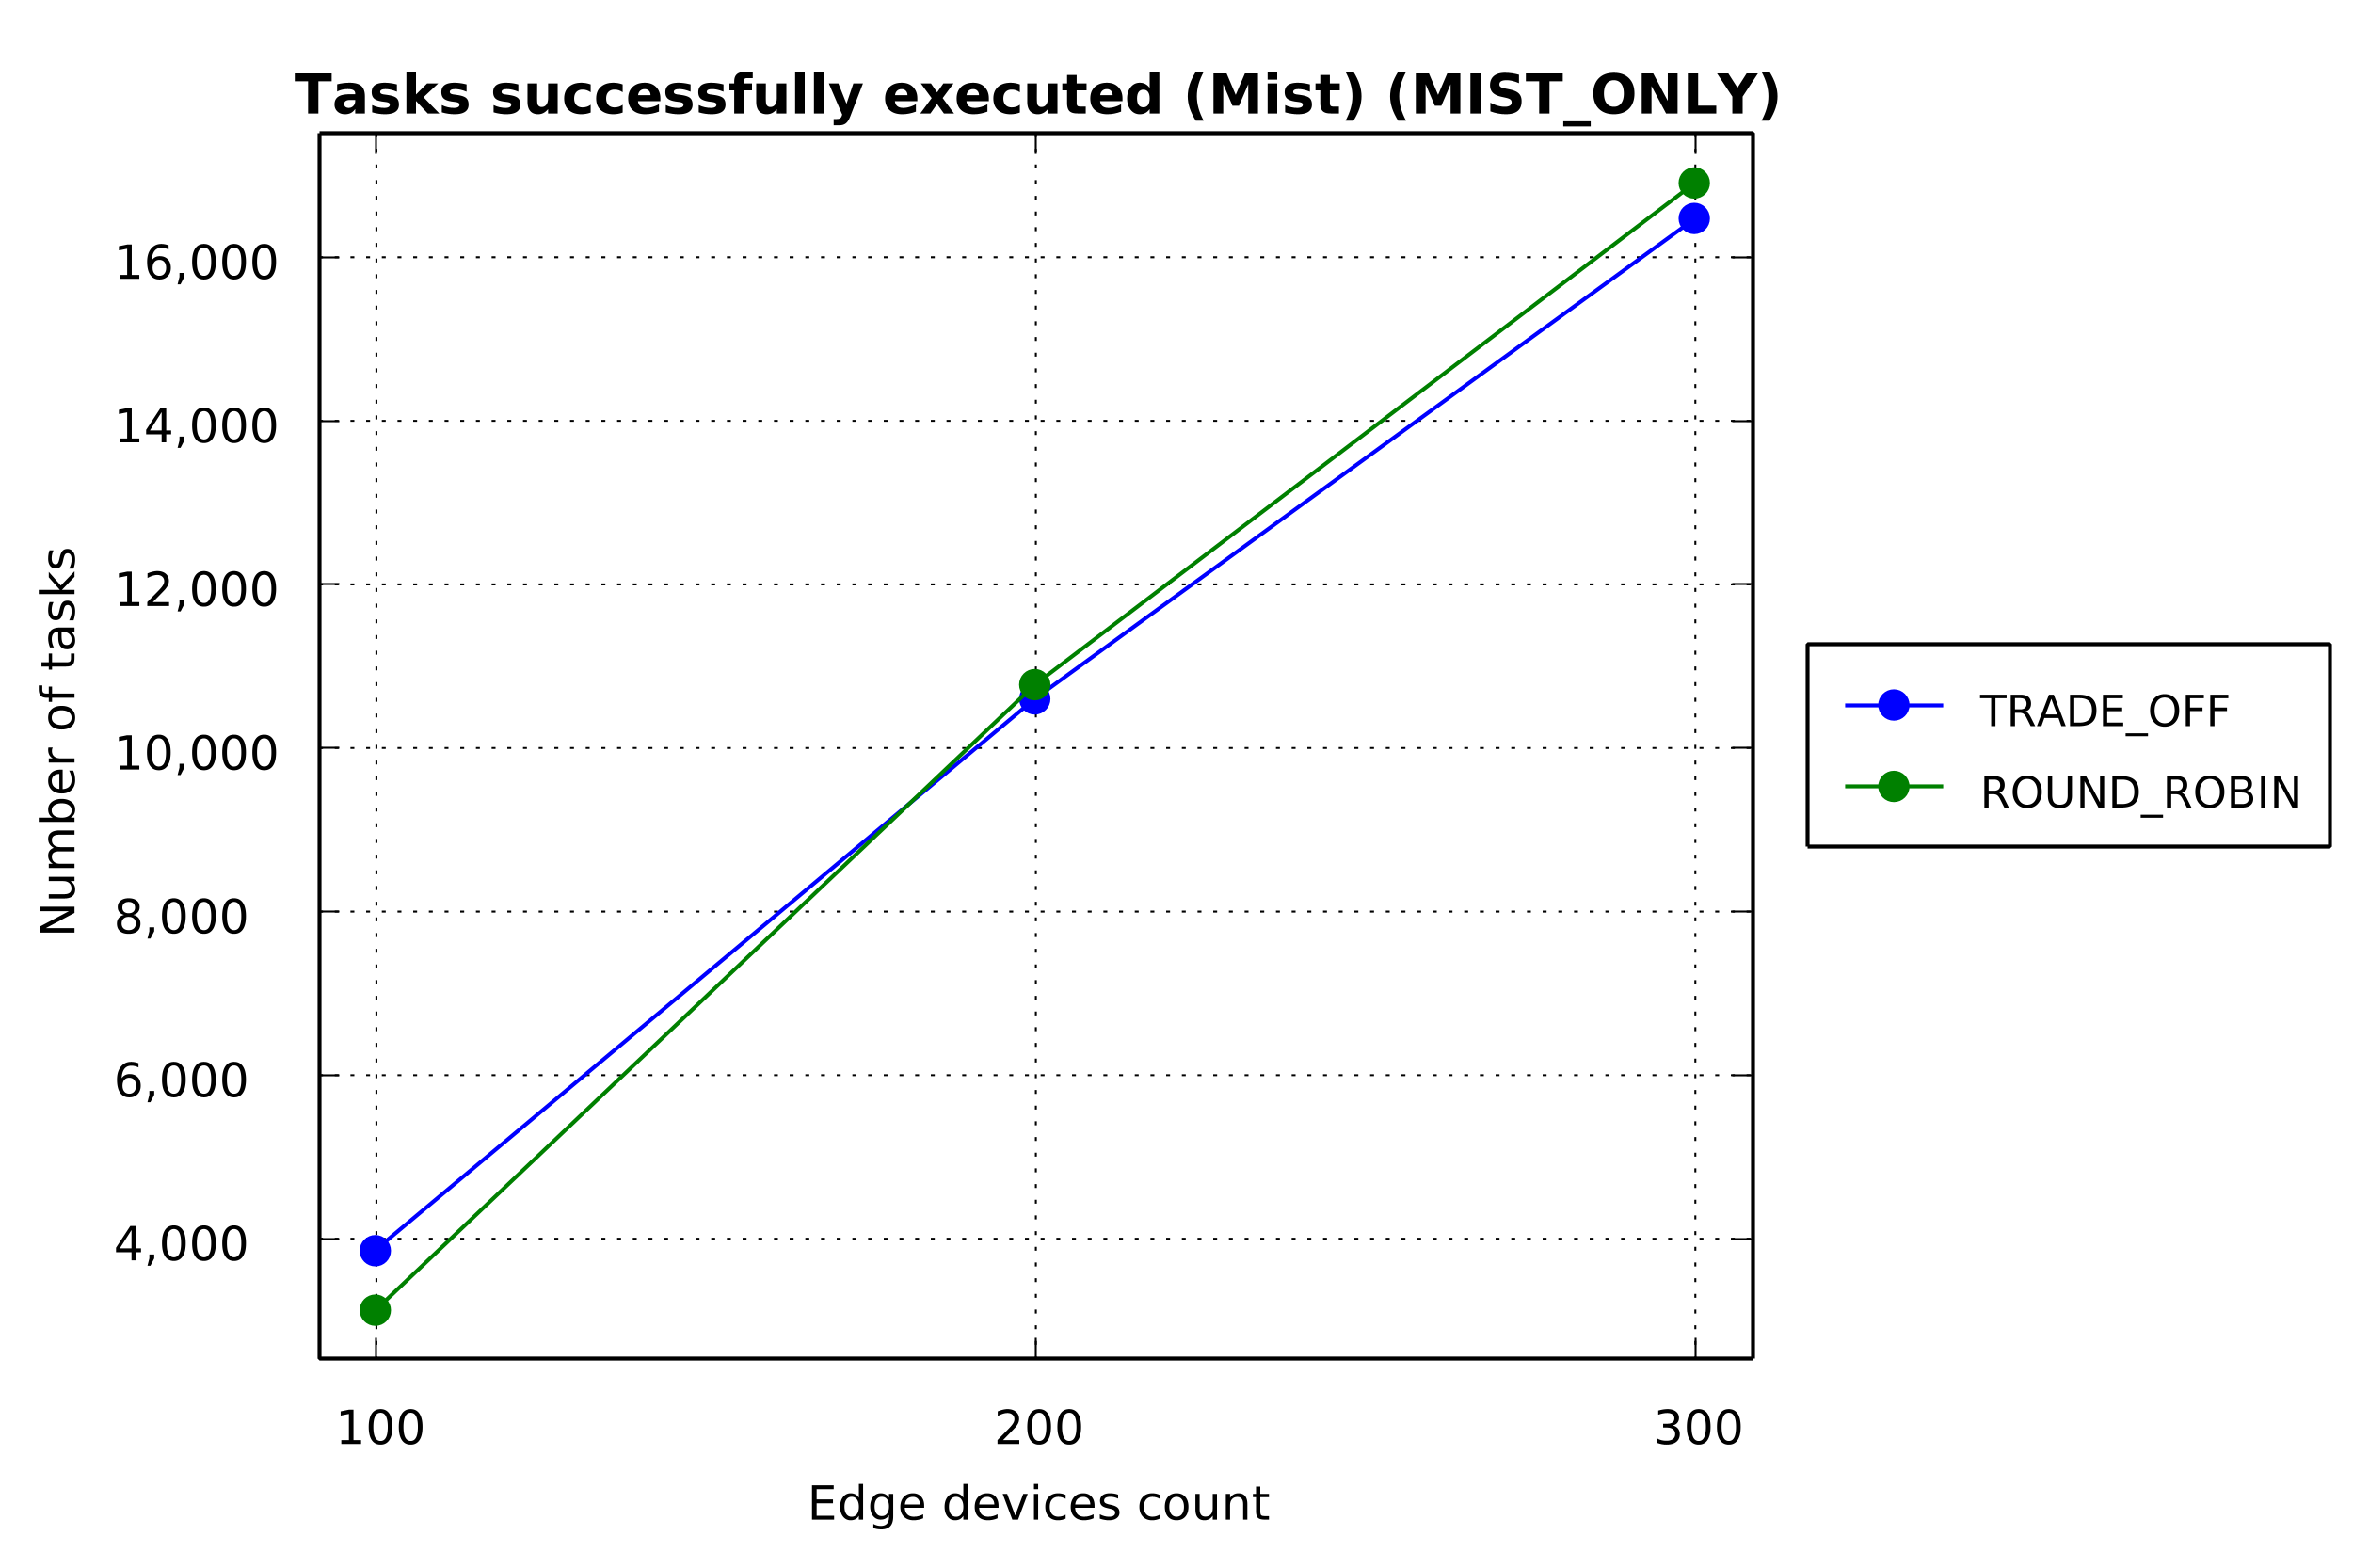 Tasks successfully executed (Mist) (MIST_ONLY)
Number of tasks
16,000
14,000
12,000
10,000
8,000
6,000
4,000
100
200
300
Edge devices count
TRADE_OFF
ROUND_ROBIN